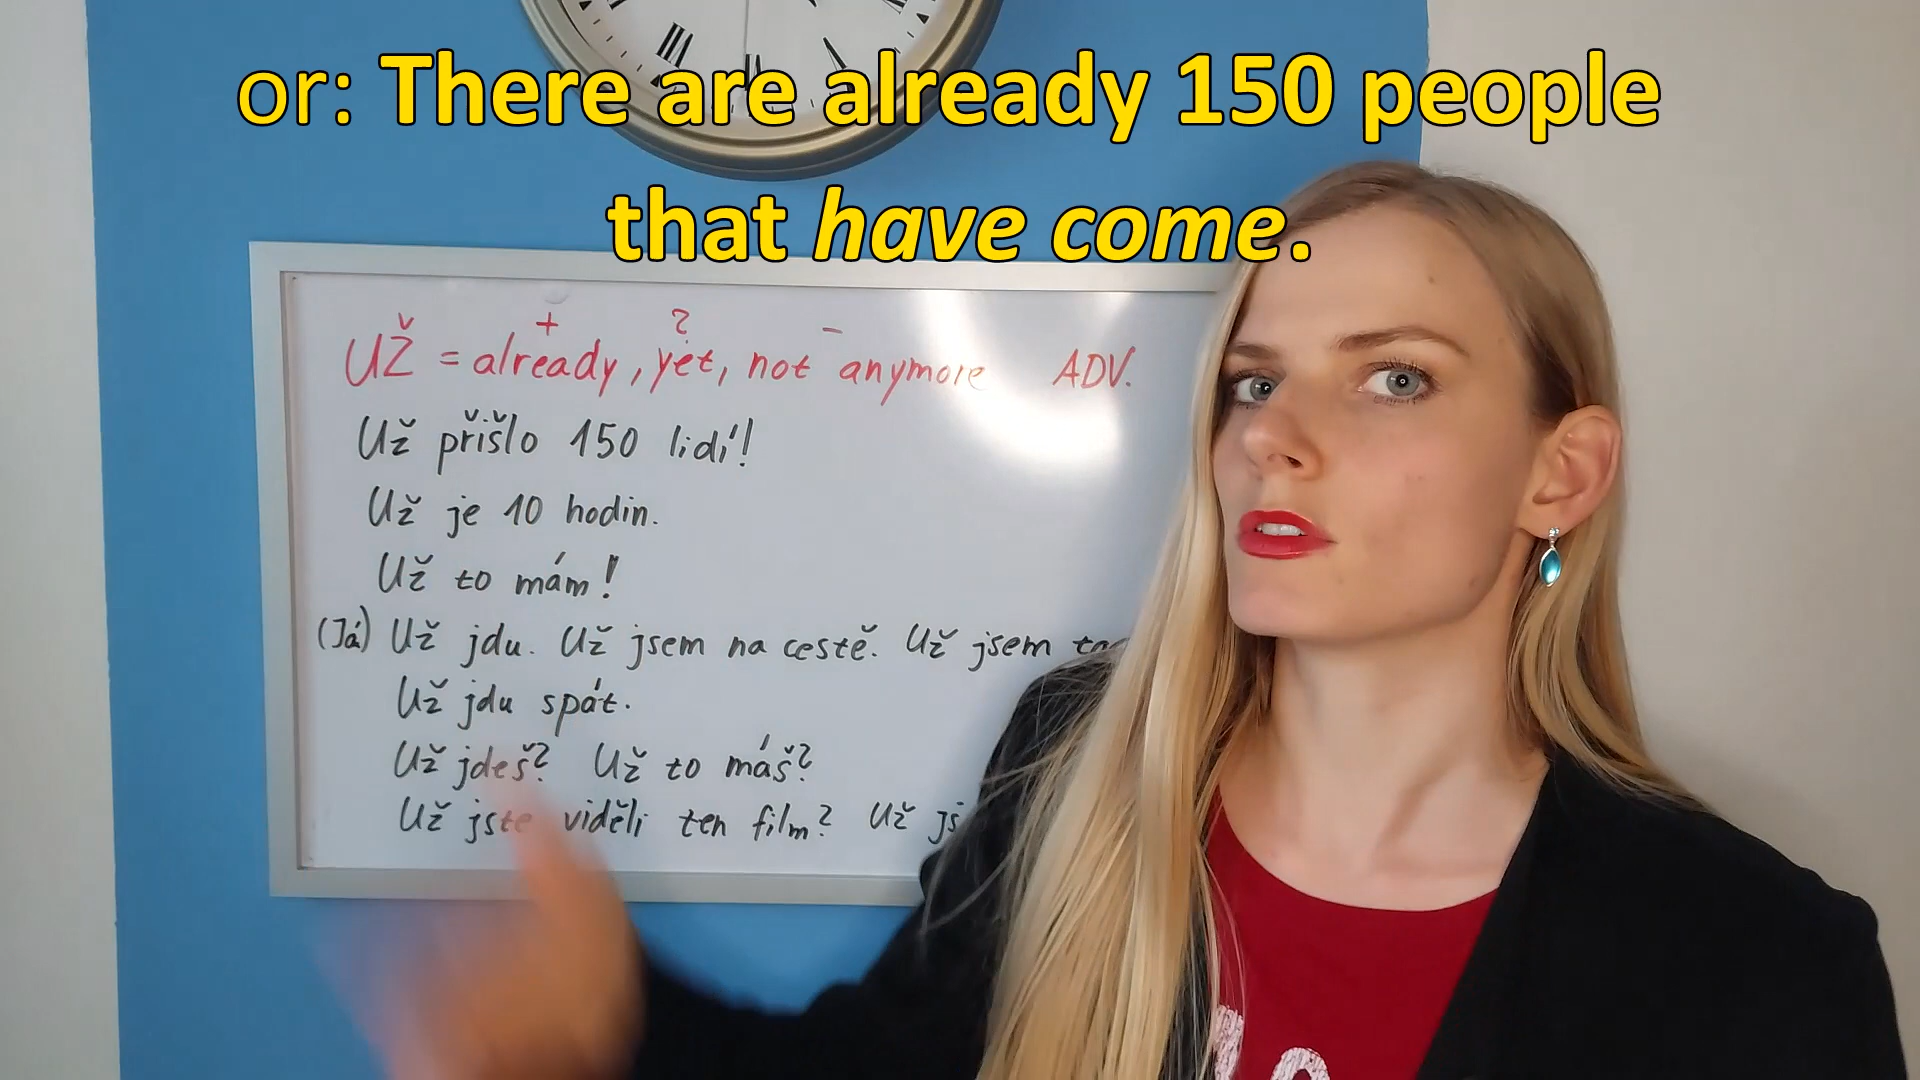 or: There are already 150 people
that have come.
+ ? -
UŽ = already, yet, not anymore ADV.
Už přišlo 150 lidí!
Už je 10 hodin.
Už to mám!
(Já) Už jdu. Už jsem na cestě. Už jsem
Už jdu spát.
Už jdeš? Už to máš?
Už jste viděli ten film? Už